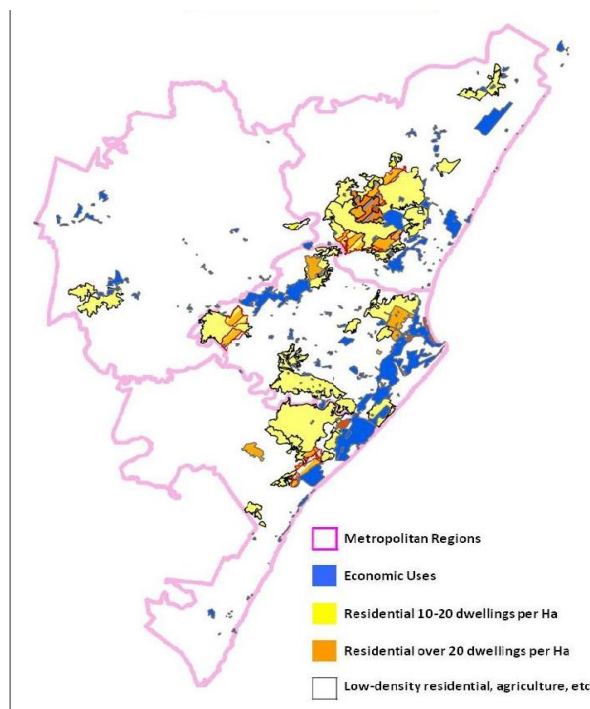 Metropolitan Regions
Economic Uses
Residential 10-20 dwellings per Ha
Residential over 20 dwellings per Ha
Low-density residential, agriculture, etc